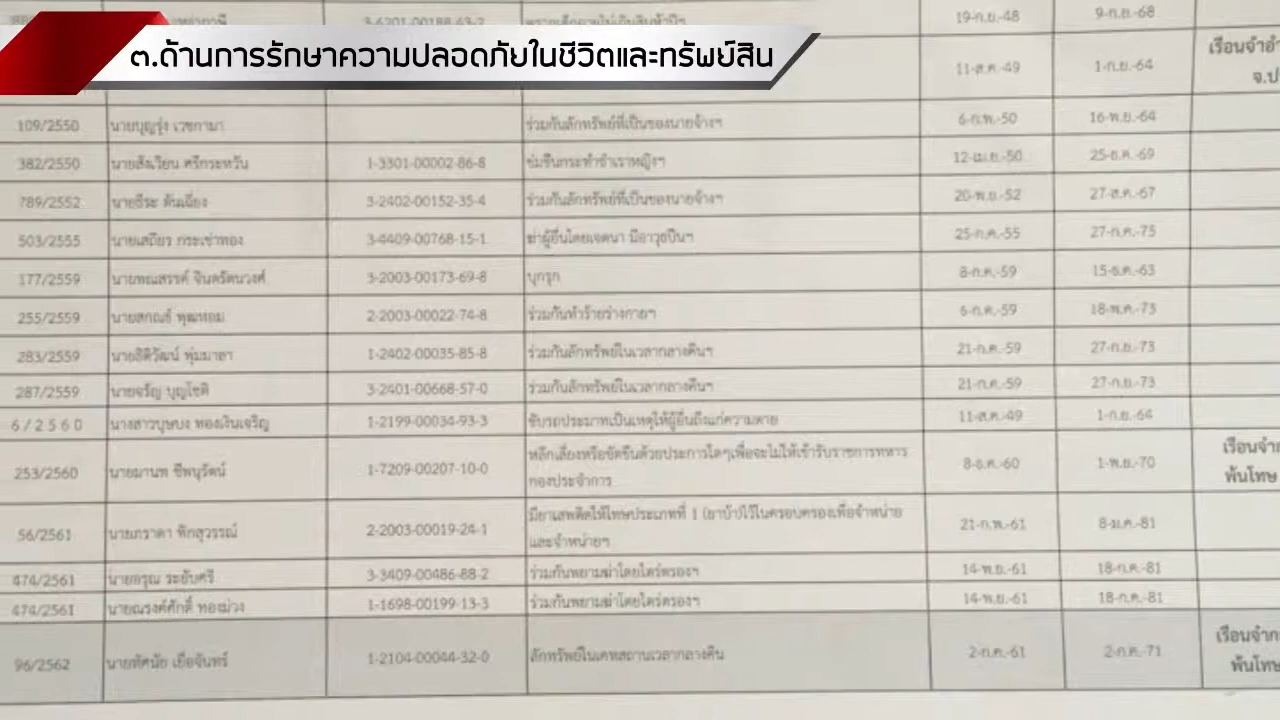 19-ก.ย.-48 9-ก.ย.-68
๓.ด้านการรักษาความปลอดภัยในชีวิตและทรัพย์สิน
11-ส.ค.-49 1-ก.ย.-64
109/2550 นายบุญรุ่ง เวชกามา ร่วมกันลักทรัพย์ที่เป็นของนายจ้างฯ 6-ก.พ.-50 16-พ.ย.-64
382/2550 นายสังเวียน ศรีกระหวัน 1-3301-00002-86-8 ข่มขืนกระทำชำเราหญิงฯ 12-เม.ย.-50 25-ธ.ค.-69
789/2552 นายธีระ ตันเฉี่ยง 3-2402-00152-35-4 ร่วมกันลักทรัพย์ที่เป็นของนายจ้างฯ 20-พ.ย.-52 27-ส.ค.-67
503/2555 นายเสถียร กระเช่าทอง 3-4409-00768-15-1 ฆ่าผู้อื่นโดยเจตนา มีอาวุธปืนฯ 25-ก.ค.-55 27-ก.ค.-75
177/2559 นายพณสรรค์ จินตรัตนวงศ์ 3-2003-00173-69-8 บุกรุก 8-ก.ค.-59 15-ธ.ค.-63
255/2559 2-2003-00022-74-8 ร่วมกันทำร้ายร่างกายฯ 6-ก.ค.-59 18-พ.ค.-73
283/2559 นายธิติวัฒน์ พุ่มมาลา 1-2402-00035-85-8 ร่วมกันลักทรัพย์ในเวลากลางคืนฯ 21-ก.ค.-59 27-ก.ย.-73
287/2559 นายจรัญ บุญโชติ 3-2401-00668-57-0 ร่วมกันลักทรัพย์ในเวลากลางคืนฯ 21-ก.ค.-59 27-ก.ย.-73
6/2560 นางสาวบุษบง ทองเงินเจริญ 1-2199-00034-93-3 ขับรถประมาทเป็นเหตุให้ผู้อื่นถึงแก่ความตาย 11-ส.ค.-49 1-ก.ย.-64
253/2560 นายมานพ ชีพนุรัตน์ 1-7209-00207-10-0 หลีกเลี่ยงหรือขัดขืนด้วยประการใดๆเพื่อจะไม่ให้เข้ารับราชการทหาร 8-ธ.ค.-60 1-พ.ย.-70
กองประจำการ พันโทษ
56/2561 นายภราดา พิกสุวรรณ์ 2-2003-00019-24-1 มียาเสพติดให้โทษประเภทที่ 1 (ยาบ้า)ไว้ในครอบครองเพื่อจำหน่าย 21-ก.พ.-61 8-ม.ค.-81
และจำหน่ายฯ
474/2561 นายอรุณ ระยับศรี 3-3409-00486-88-2 ร่วมกันพยามฆ่าโดยไตร่ตรองฯ 14-พ.ย.-61 18-ก.ค.-81
474/2561 นายณรงค์ศักดิ์ ทองม่วง 1-1698-00199-13-3 ร่วมกันพยามฆ่าโดยไตร่ตรองฯ 14-พ.ย.-61 18-ก.ค.-81
96/2562 นายทัศนัย เยื่อจันทร์ 1-2104-00044-32-0 ลักทรัพย์ในเคหสถานเวลากลางคืน 2-ก.ค.-61 2-ก.ค.-71
พันโทษ